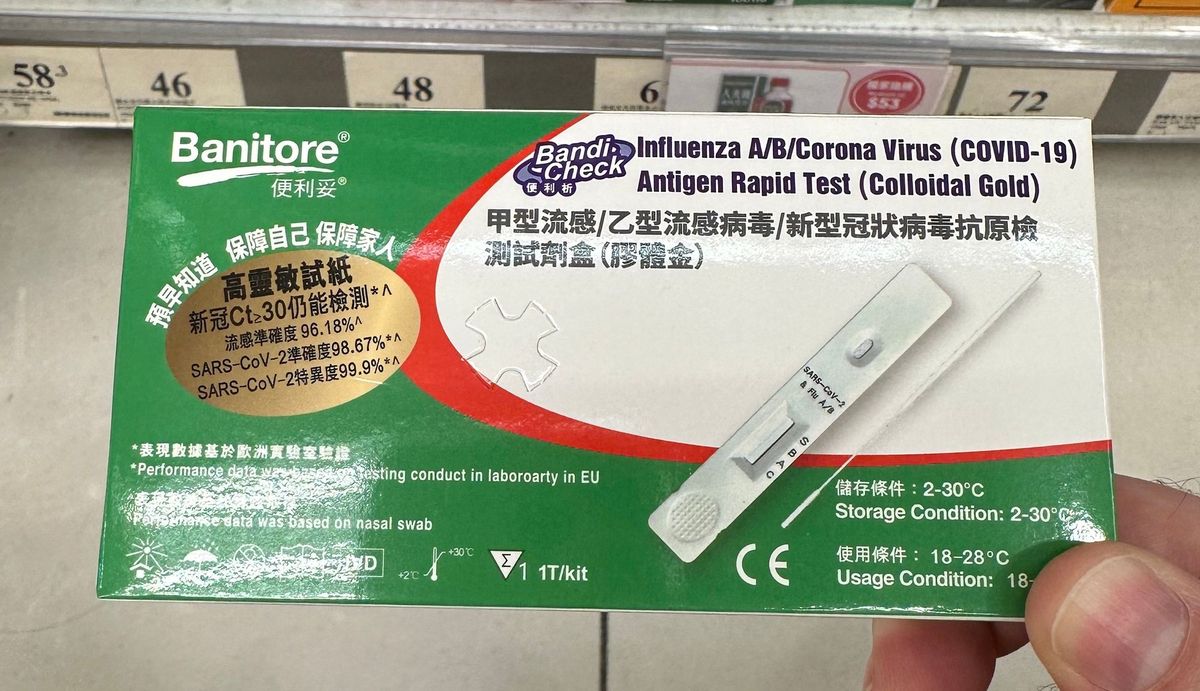 58.3
46
48
6
$53
72
Banitore®
便利妥®
預早知道 保障自己 保障家人
高靈敏試紙
新冠Ct≥30仍能檢測*^
流感準確度 96.18%^
SARS-CoV-2準確度98.67%*^
SARS-CoV-2特異度99.9%*^
Bandi-Check
便利析
Influenza A/B/Corona Virus (COVID-19)
Antigen Rapid Test (Colloidal Gold)
甲型流感/乙型流感病毒/新型冠狀病毒抗原檢
測試劑盒(膠體金)
SARS-CoV-2
& Flu A/B
S
B
A
C
*表現數據基於歐洲實驗室驗證
*Performance data was based on testing conduct in laboroarty in EU
Performance data was based on nasal swab
IVD
+2°C
+30°C
Σ
1 1T/kit
CE
儲存條件：2-30°C
Storage Condition: 2-30°C
使用條件： 18-28°C
Usage Condition: 18-